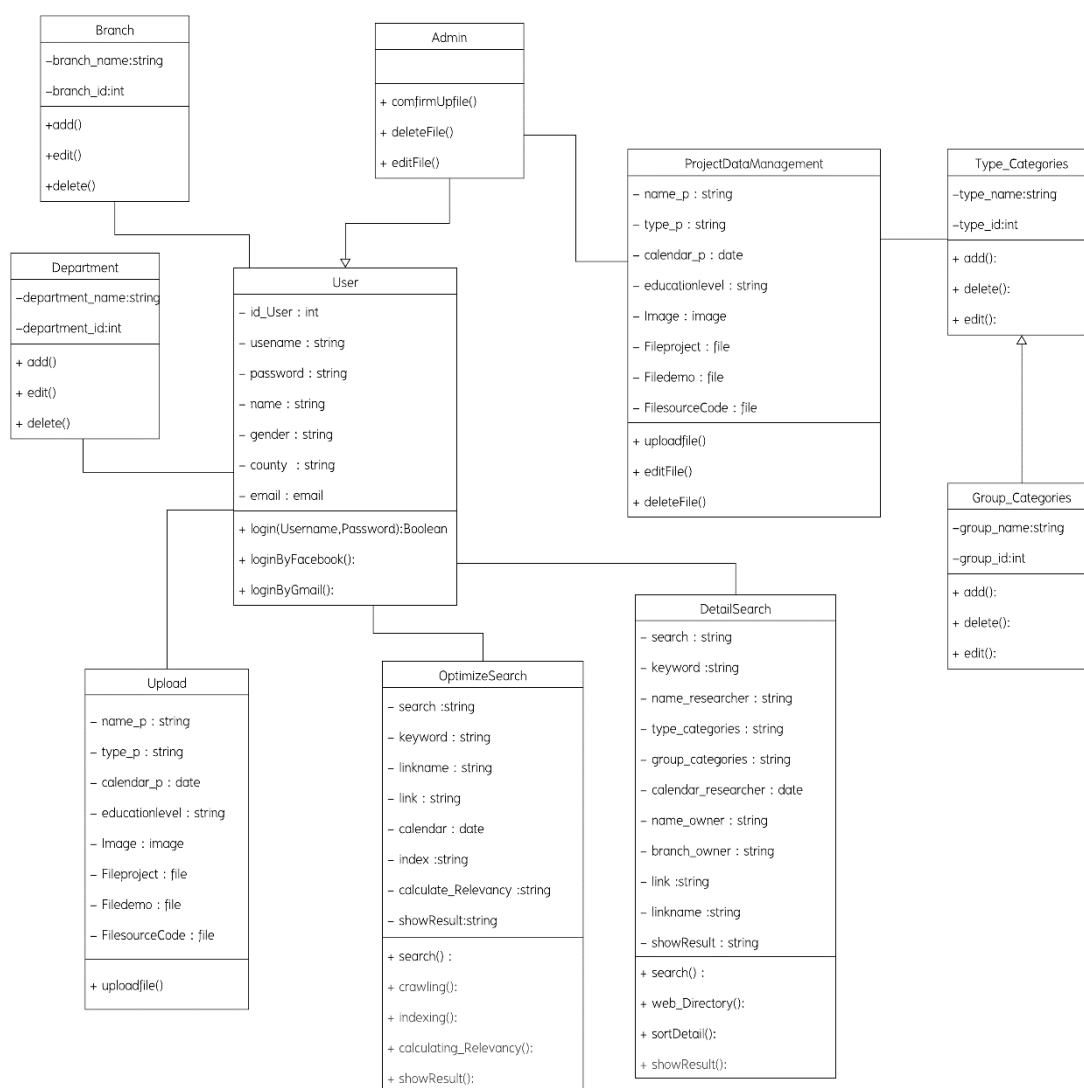 Branch
-branch_name:string
-branch_id:int
+add()
+edit()
+delete()
Admin
+ comfirmUpfile()
+ deleteFile()
+ editFile()
ProjectDataManagement
- name_p : string
- type_p : string
- calendar_p : date
- educationlevel : string
- Image : image
- Fileproject : file
- Filedemo : file
- FilesourceCode : file
+ uploadfile()
+ editFile()
+ deleteFile()
Type_Categories
-type_name:string
-type_id:int
+ add():
+ delete():
+ edit():
Department
-department_name:string
-department_id:int
+ add()
+ edit()
+ delete()
User
- id_User : int
- usename : string
- password : string
- name : string
- gender : string
- county : string
- email : email
+ login(Username,Password):Boolean
+ loginByFacebook():
+ loginByGmail():
Group_Categories
-group_name:string
-group_id:int
+ add():
+ delete():
+ edit():
Upload
- name_p : string
- type_p : string
- calendar_p : date
- educationlevel : string
- Image : image
- Fileproject : file
- Filedemo : file
- FilesourceCode : file
+ uploadfile()
OptimizeSearch
- search :string
- keyword : string
- linkname : string
- link : string
- calendar : date
- index :string
- calculate_Relevancy :string
- showResult:string
+ search() :
+ crawling():
+ indexing():
+ calculating_Relevancy():
+ showResult():
DetailSearch
- search : string
- keyword :string
- name_researcher : string
- type_categories : string
- group_categories : string
- calendar_researcher : date
- name_owner : string
- branch_owner : string
- link :string
- linkname : string
- showResult : string
+ search() :
+ web_Directory():
+ sortDetail():
+ showResult():